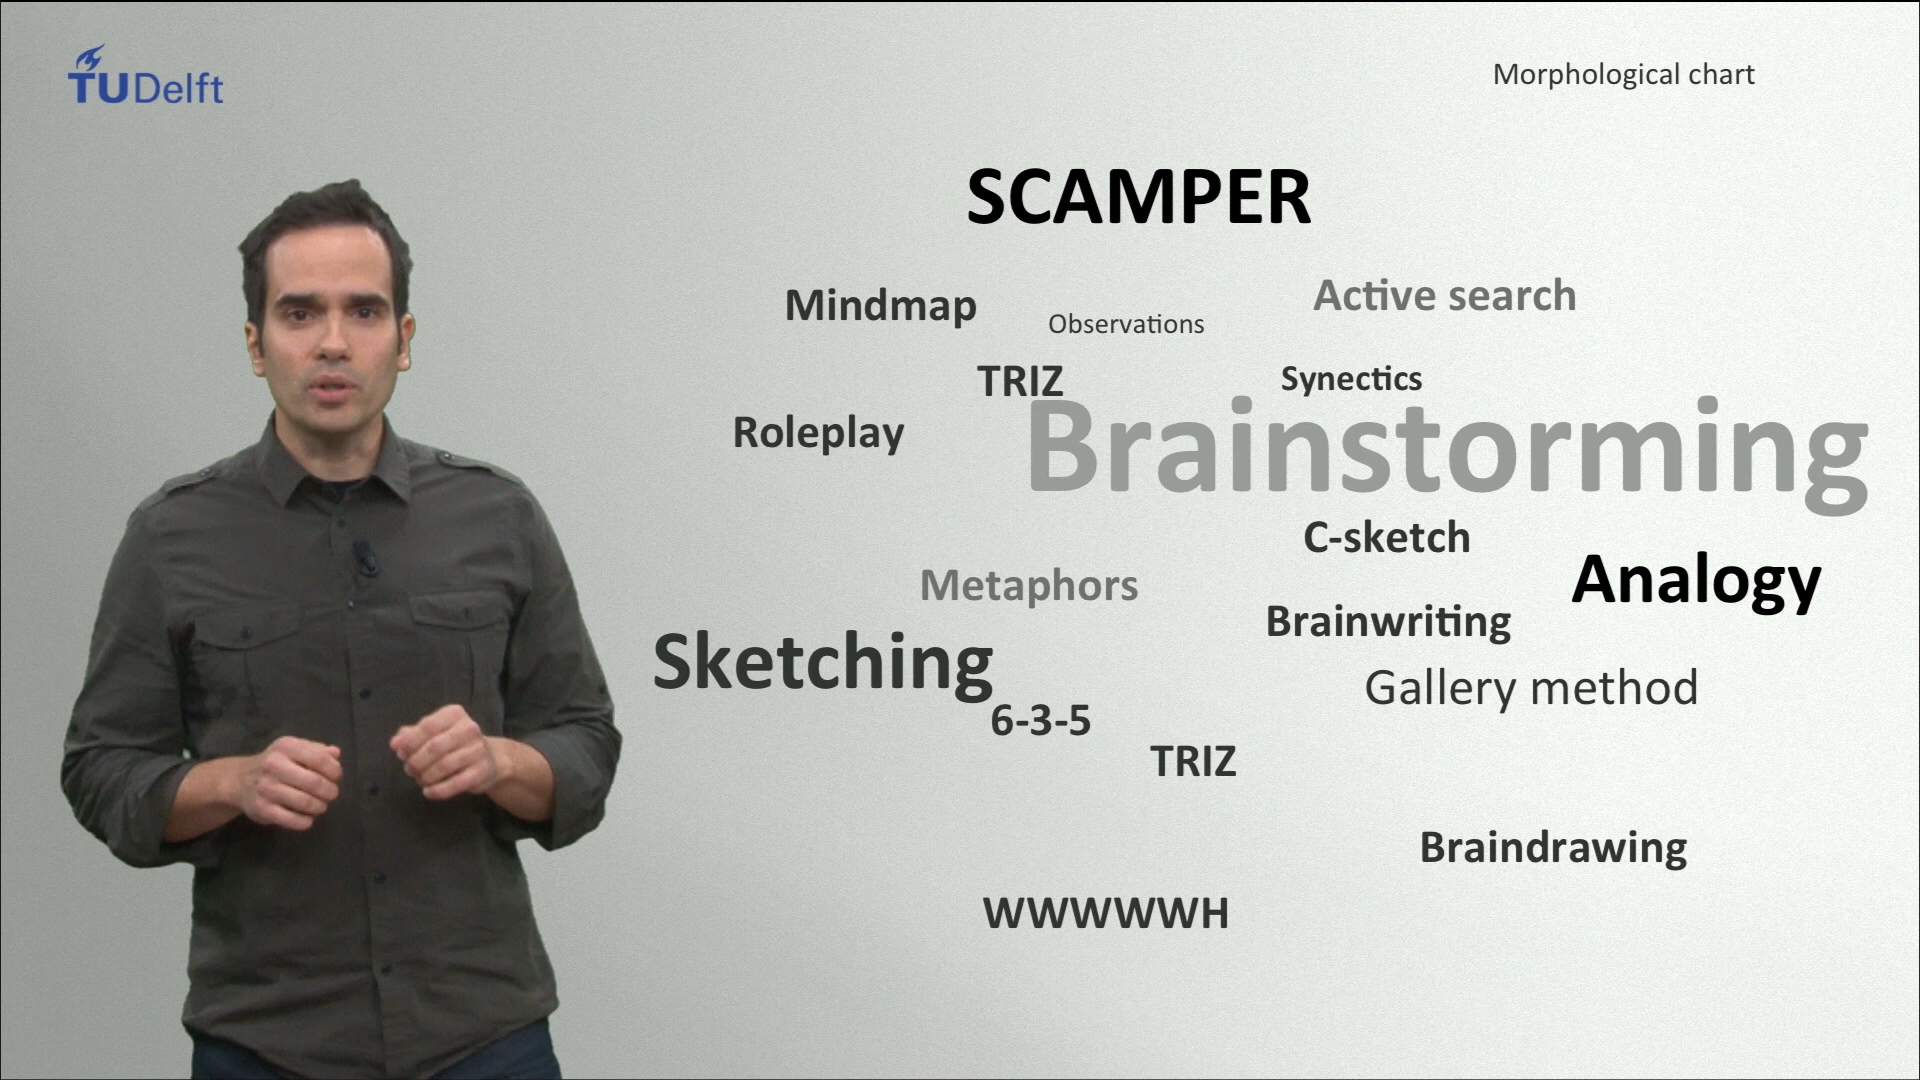 TUDelft
Morphological chart
SCAMPER
Mindmap
Observations
Active search
TRIZ
Synectics
Roleplay
Brainstorming
C-sketch
Metaphors
Analogy
Brainwriting
Sketching
Gallery method
6-3-5
TRIZ
Braindrawing
WWWWWH